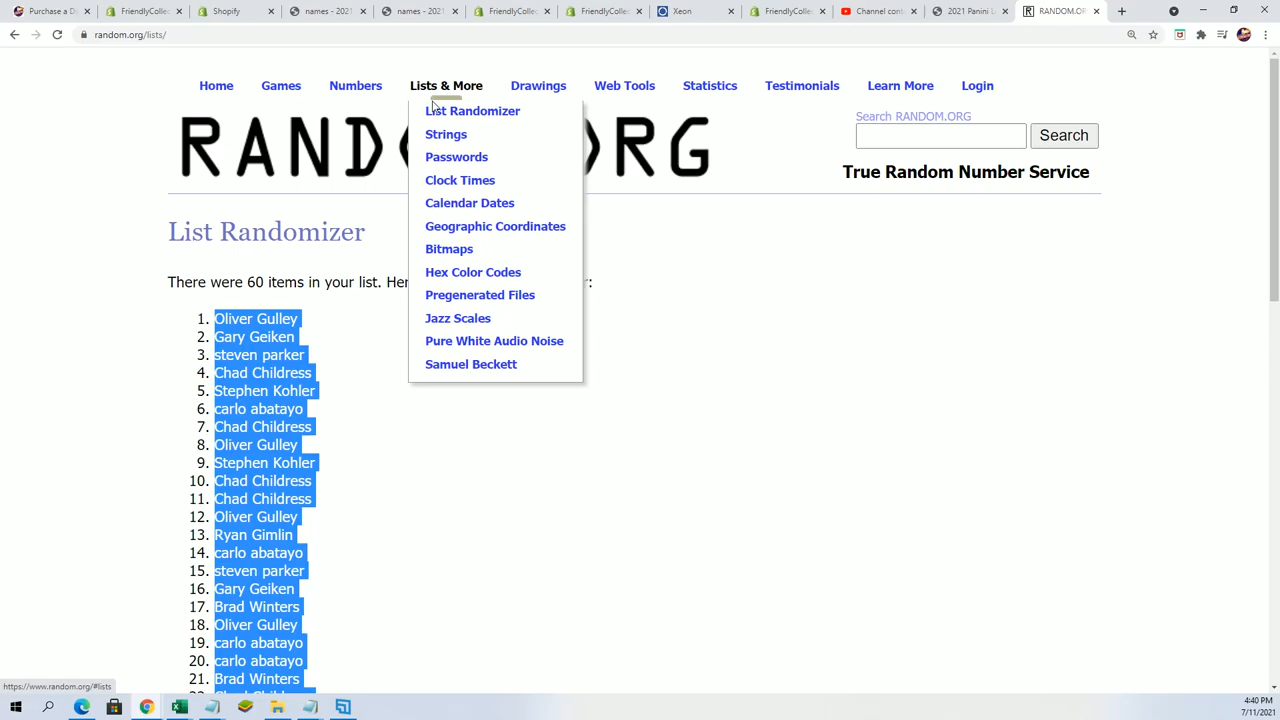 Purchase a D
FriendlyCollec
Shopify
names - 2021
names - 202
FriendlyCollec
FriendlyColle
Xeon
FriendlyCollec
Channel cont
2021 Panini L
RANDOM.OR
random.org/lists/
Home Games Numbers Lists & More Drawings Web Tools Statistics Testimonials Learn More Login
List Randomizer
Strings
Passwords
Clock Times
Calendar Dates
Geographic Coordinates
Bitmaps
Hex Color Codes
Pregenerated Files
Jazz Scales
Pure White Audio Noise
Samuel Beckett
RAND RG
Search RANDOM.ORG
Search
True Random Number Service
List Randomizer
There were 60 items in your list. Her r:
1. Oliver Gulley
2. Gary Geiken
3. steven parker
4. Chad Childress
5. Stephen Kohler
6. carlo abatayo
7. Chad Childress
8. Oliver Gulley
9. Stephen Kohler
10. Chad Childress
11. Chad Childress
12. Oliver Gulley
13. Ryan Gimlin
14. carlo abatayo
15. steven parker
16. Gary Geiken
17. Brad Winters
18. Oliver Gulley
19. carlo abatayo
20. carlo abatayo
21. Brad Winters
https://www.random.org/#lists
4:40 PM
7/11/2021